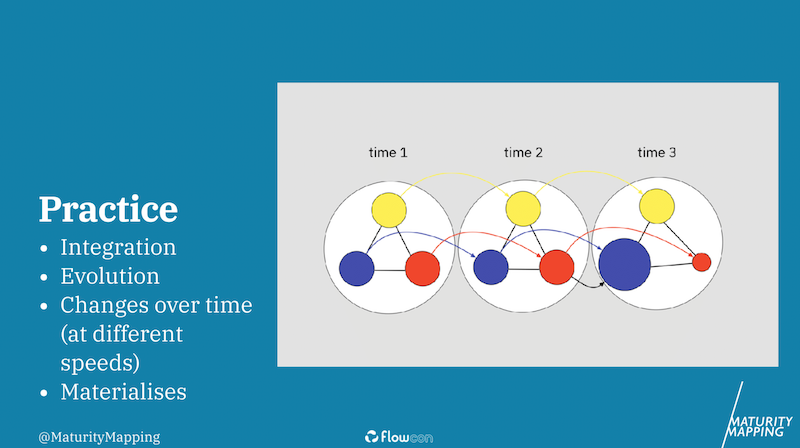 time 1
time 2
time 3
Practice
• Integration
• Evolution
• Changes over time
(at different
speeds)
• Materialises
@MaturityMapping
flowcon
MATURITY
MAPPING